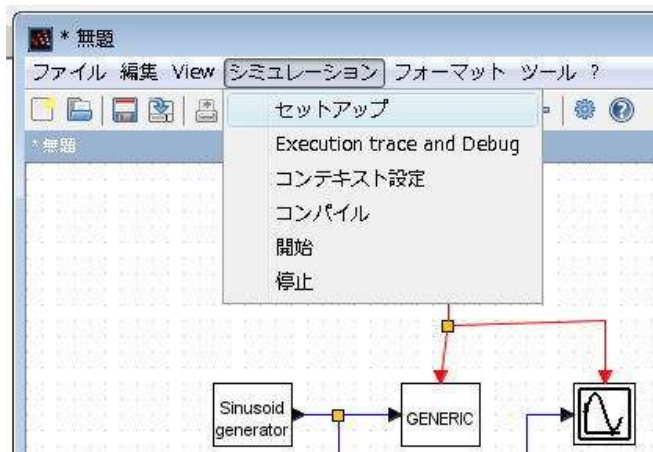 * 無題
ファイル 編集 View シミュレーション フォーマット ツール ?
セットアップ
* 無題
Execution trace and Debug
コンテキスト設定
コンパイル
開始
停止
Sinusoid
generator
GENERIC